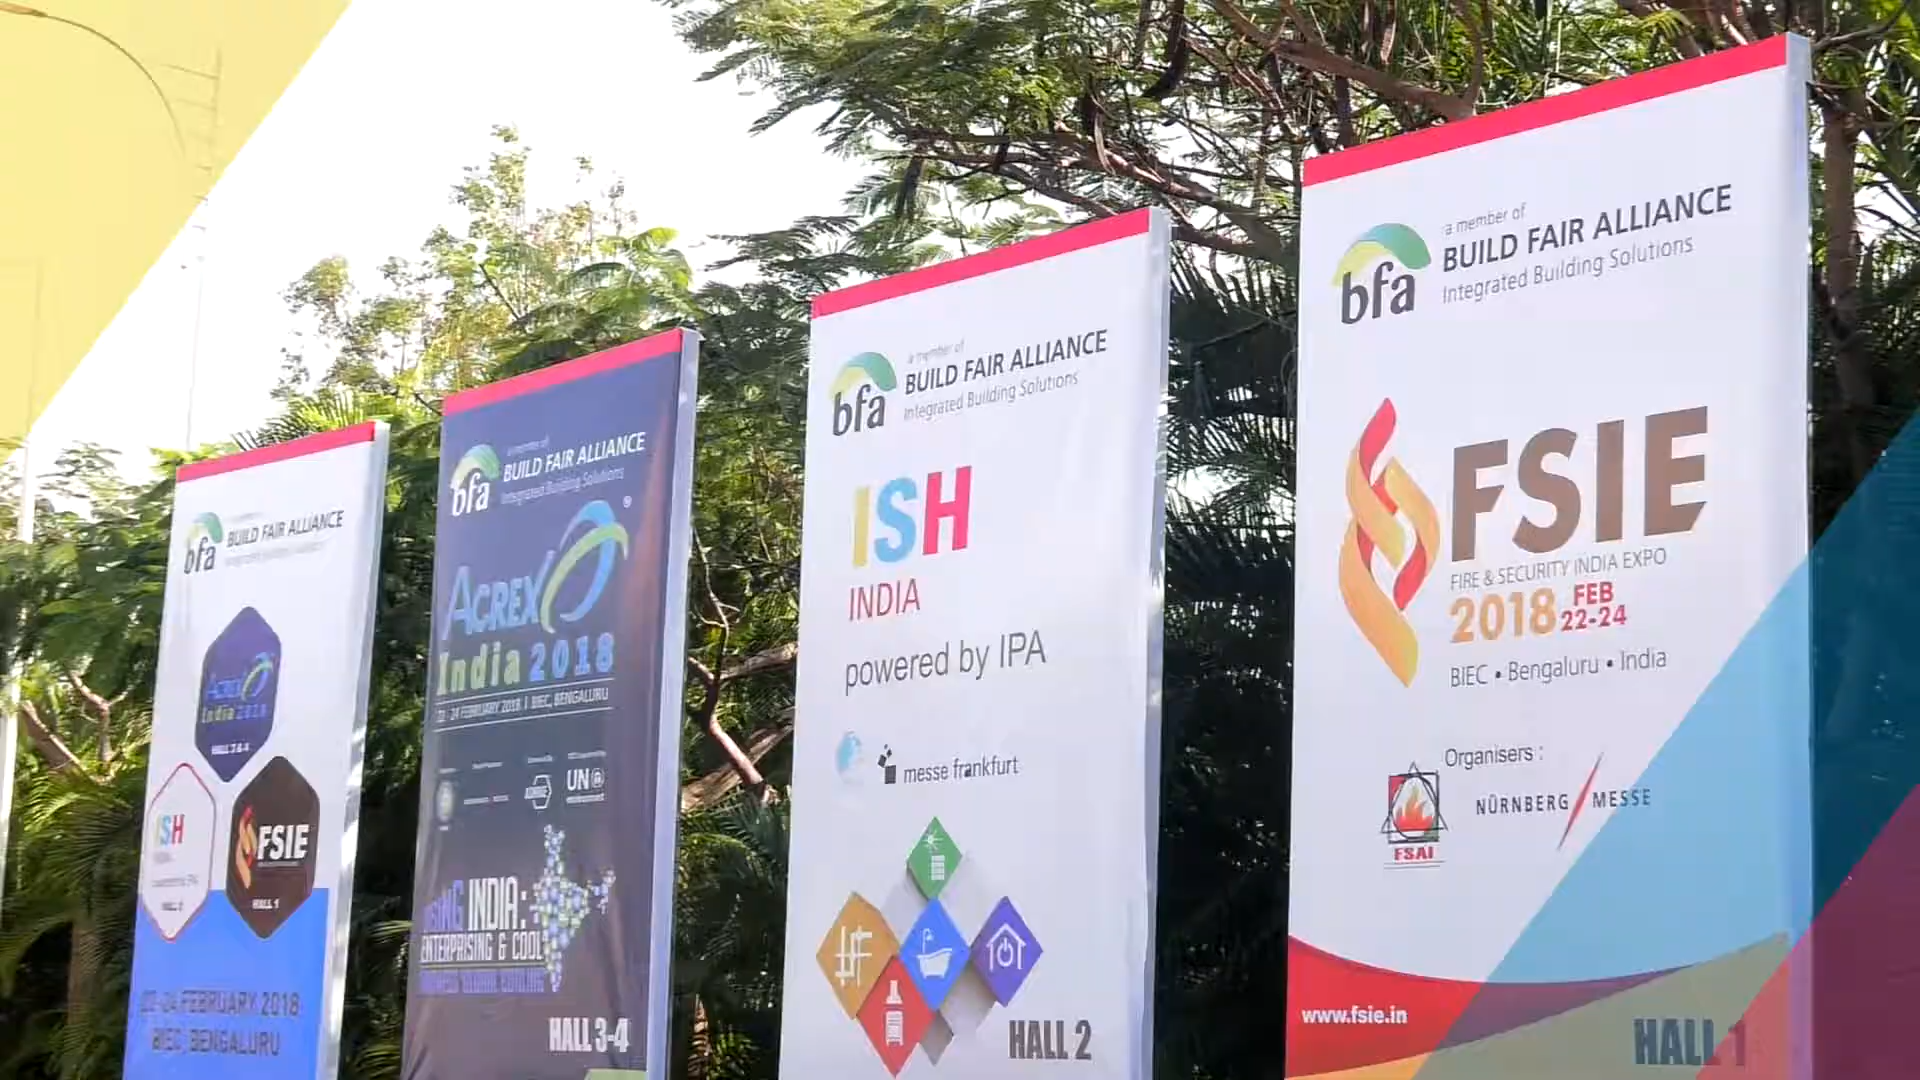 BUILD FAIR ALLIANCE
bfa
ACREX
India 2018
HALL 3&4
ISH
HALL 2
FSIE
HALL 1
22-24 FEBRUARY 2018
BIEC, BENGALURU
a member of
BUILD FAIR ALLIANCE
Integrated Building Solutions
bfa
ACREX
India 2018
22 - 24 FEBRUARY 2018 | BIEC, BENGALURU
ASHRAE
UN
environment
INDIA:
ENTERPRISING & COOL
HALL 3-4
a member of
BUILD FAIR ALLIANCE
Integrated Building Solutions
bfa
ISH
INDIA
powered by IPA
messe frankfurt
HALL 2
a member of
BUILD FAIR ALLIANCE
Integrated Building Solutions
bfa
FSIE
FIRE & SECURITY INDIA EXPO
2018 FEB
22-24
BIEC • Bengaluru • India
Organisers :
FSAI
NÜRNBERG MESSE
www.fsie.in
HALL 1